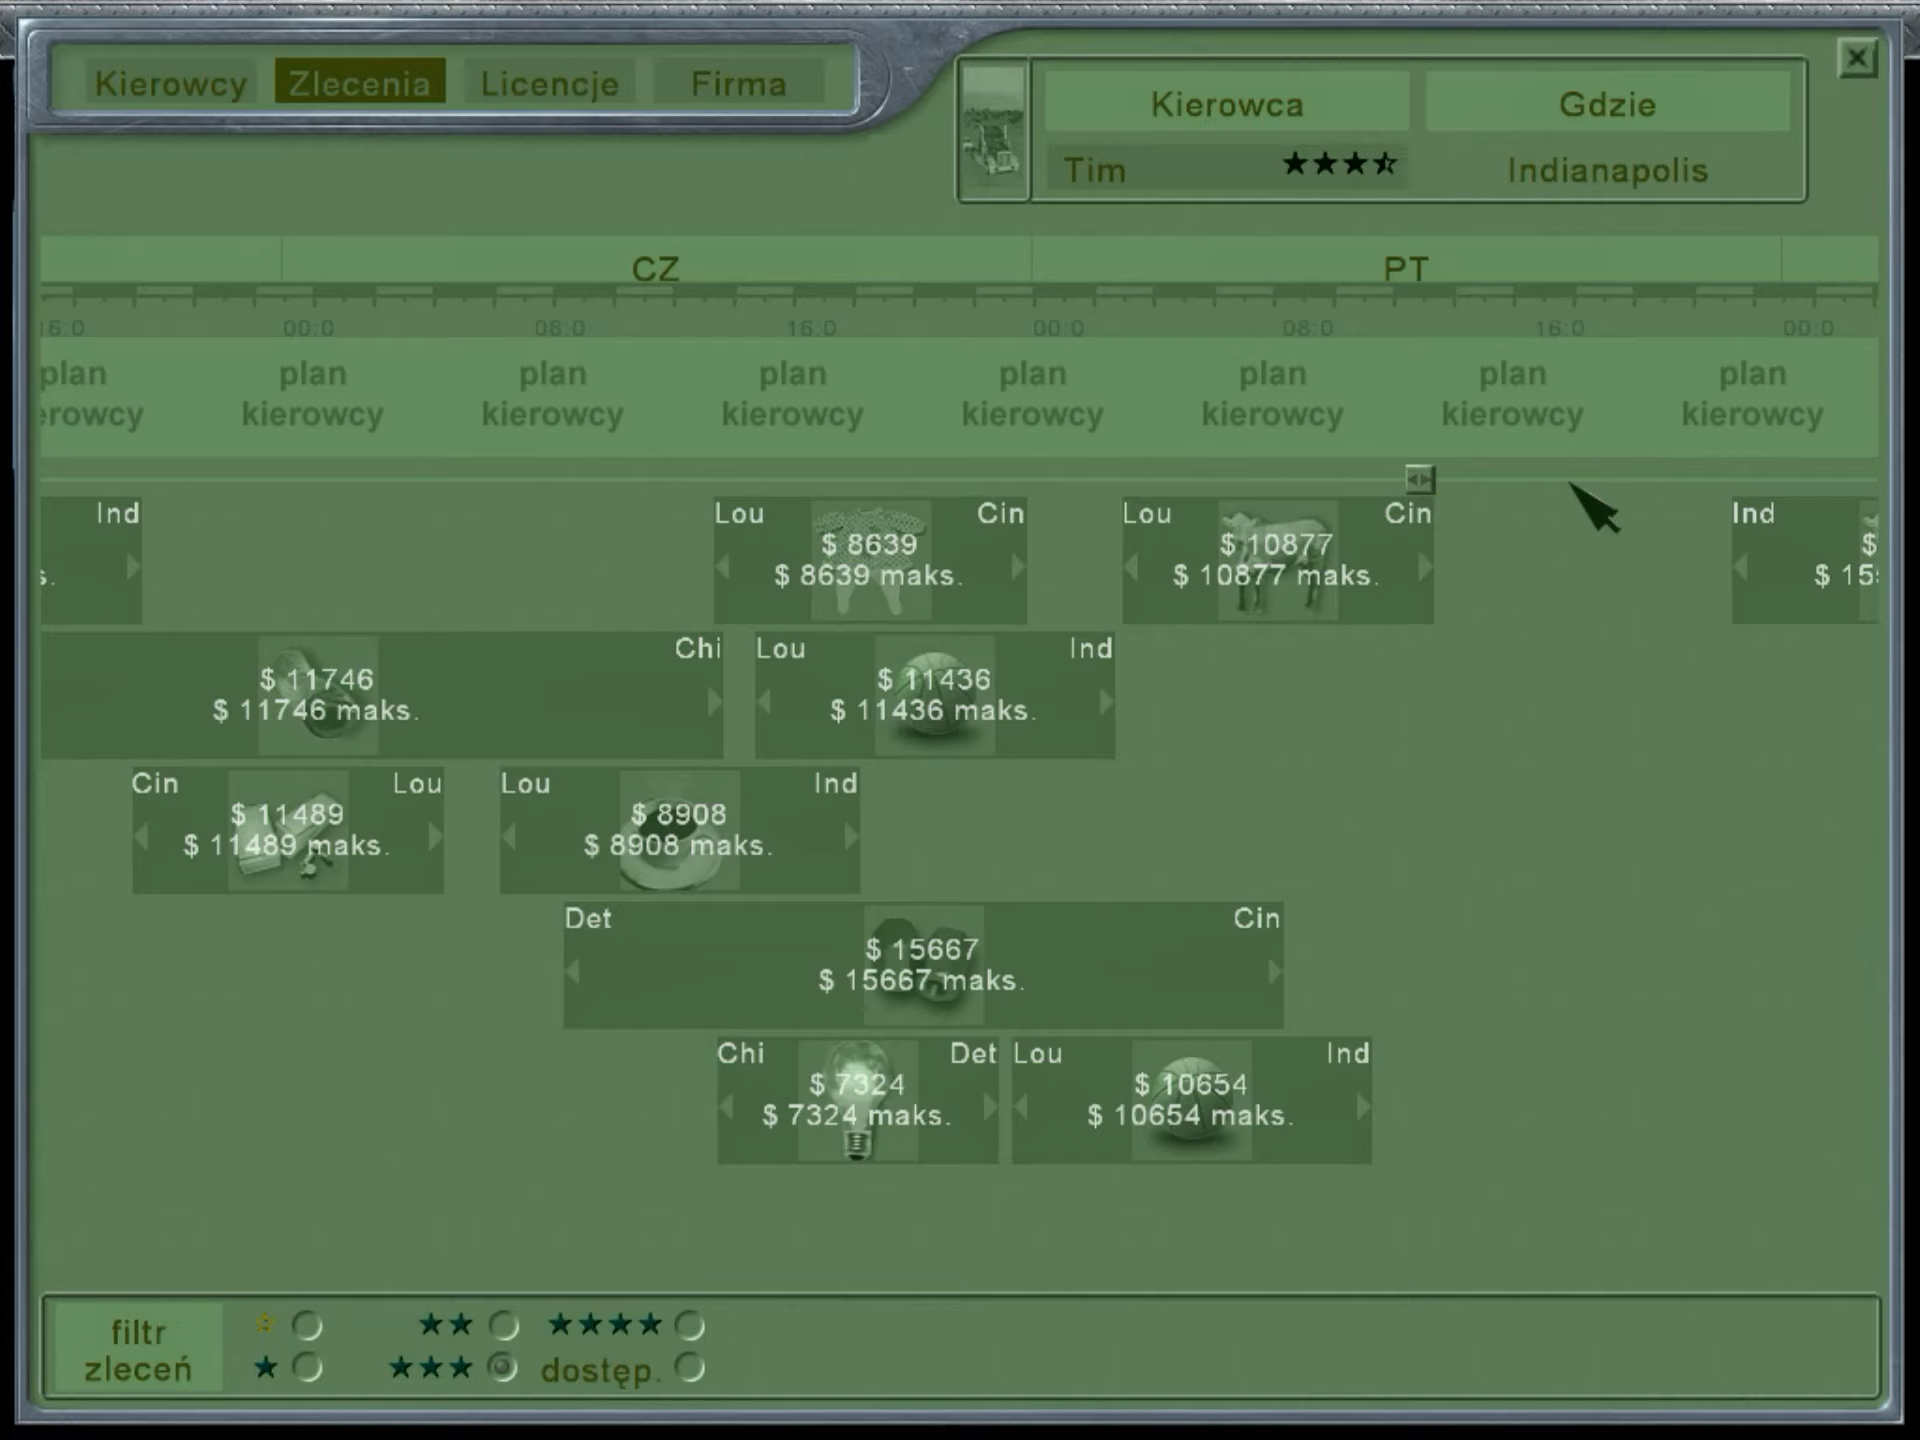 Kierowcy Zlecenia Licencje Firma
Kierowca Gdzie
Tim ★★★⯪ Indianapolis
CZ PT
16:0 00:0 08:0 16:0 00:0 08:0 16:0 00:0
plan plan plan plan plan plan plan plan
erowcy kierowcy kierowcy kierowcy kierowcy kierowcy kierowcy kierowcy
Ind Lou Cin Lou Cin Ind
$ 8639 $ 10877 $
s. $ 8639 maks. $ 10877 maks. $ 15
Chi Lou Ind
$ 11746 $ 11436
$ 11746 maks. $ 11436 maks.
Cin Lou Lou Ind
$ 11489 $ 8908
$ 11489 maks. $ 8908 maks.
Det Cin
$ 15667
$ 15667 maks.
Chi Det Lou Ind
$ 7324 $ 10654
$ 7324 maks. $ 10654 maks.
filtr ★★ ★★★★
zleceń ★ ★★★ dostęp.